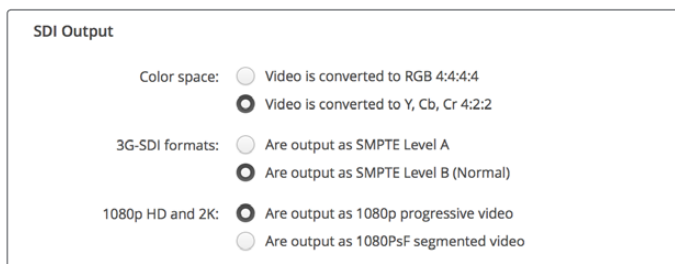 SDI Output
Color space: Video is converted to RGB 4:4:4:4
Video is converted to Y, Cb, Cr 4:2:2
3G-SDI formats: Are output as SMPTE Level A
Are output as SMPTE Level B (Normal)
1080p HD and 2K: Are output as 1080p progressive video
Are output as 1080PsF segmented video